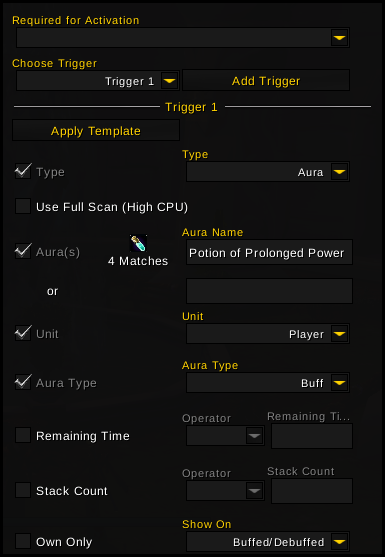 Required for Activation
Choose Trigger
Trigger 1
Add Trigger
Trigger 1
Apply Template
Type
Type
Aura
Use Full Scan (High CPU)
Aura(s)
4 Matches
Aura Name
Potion of Prolonged Power
or
Unit
Unit
Player
Aura Type
Aura Type
Buff
Remaining Time
Operator
Remaining Ti...
Stack Count
Operator
Stack Count
Own Only
Show On
Buffed/Debuffed